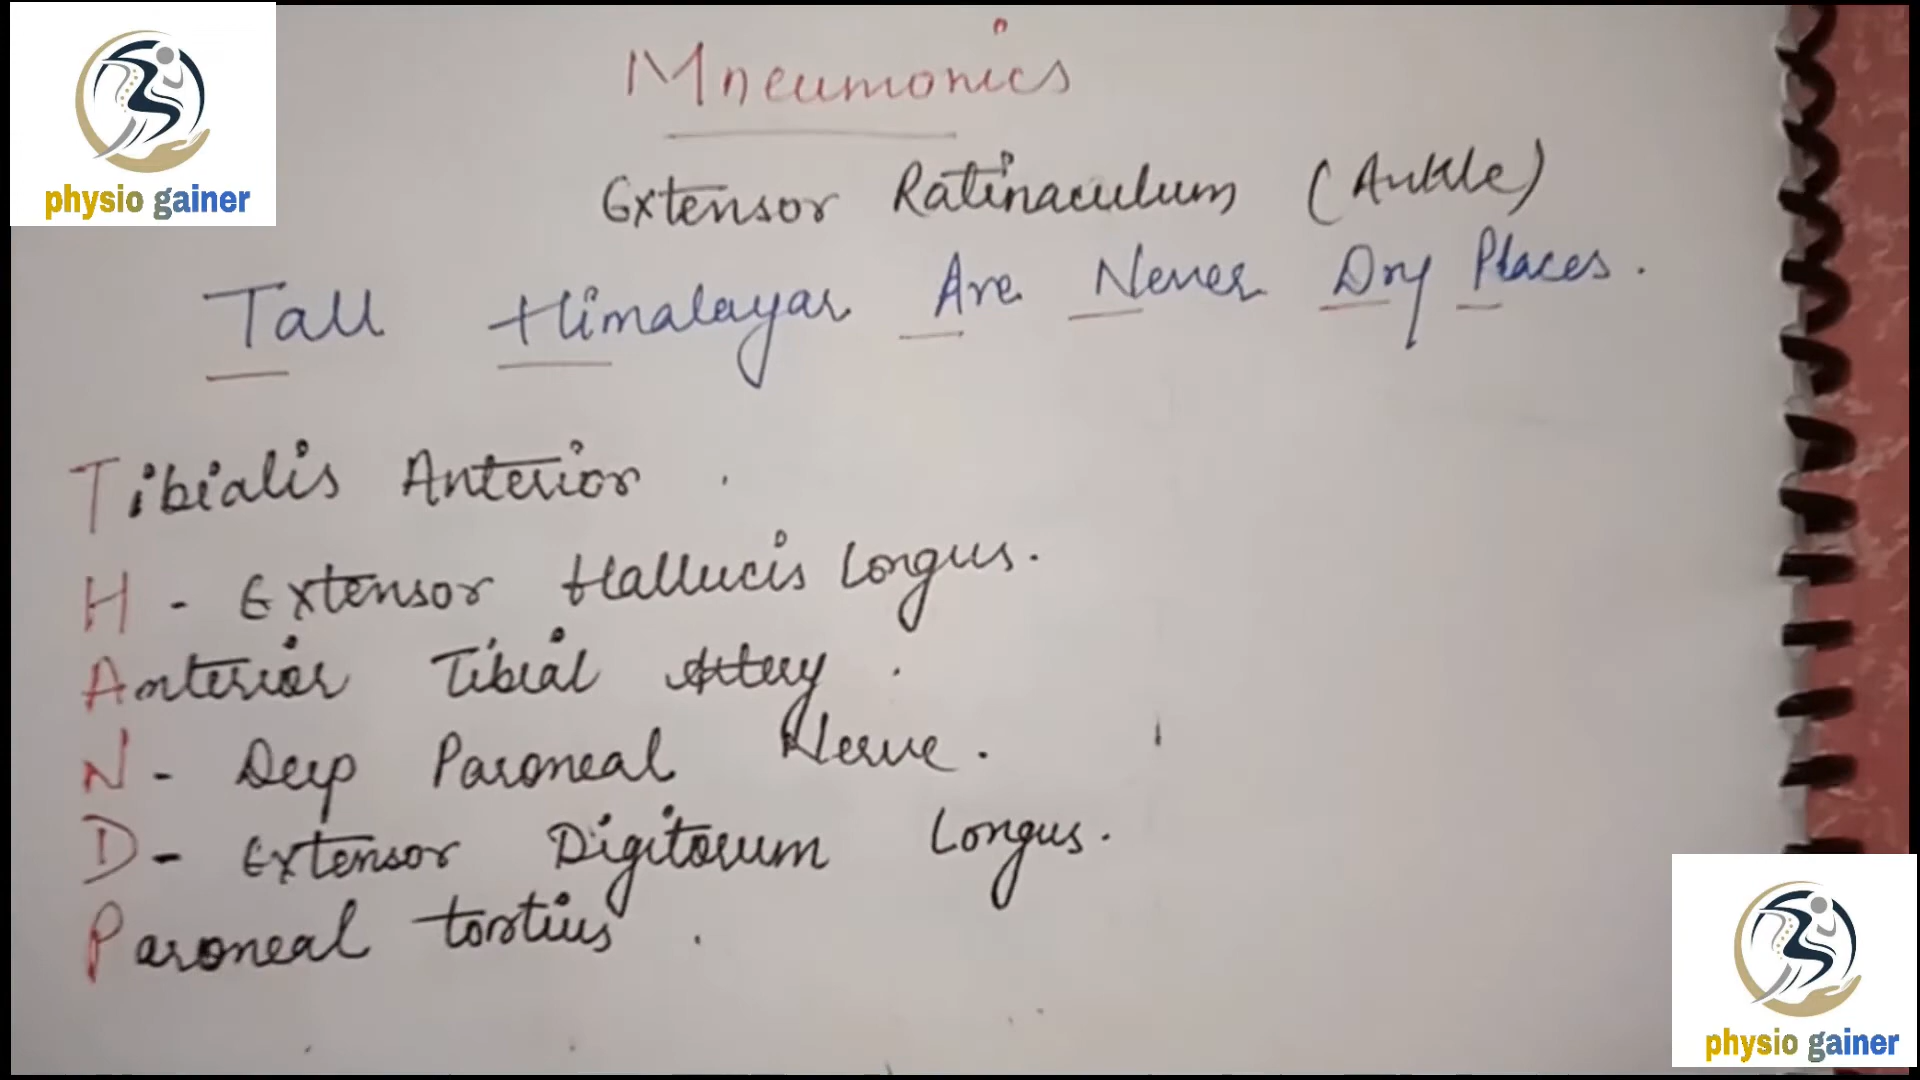 physio gainer
Mneumonics
Extensor Ratinaculum (Ankle)
Tall Himalayas Are Never Dry Places.
Tibialis Anterior.
H - Extensor Hallucis Longus.
Anterior Tibial Artery.
N - Deep Paroneal Nerve.
D - Extensor Digitorum Longus.
Paroneal tortius.
physio gainer